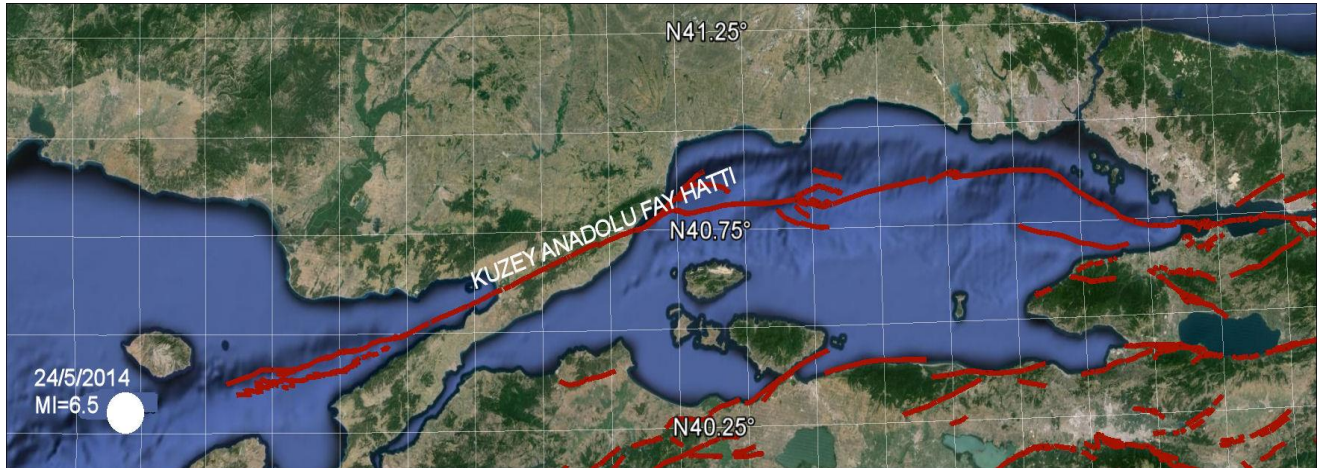 N41.25°
KUZEY ANADOLU FAY HATTI
N40.75°
24/5/2014
Ml=6.5
N40.25°